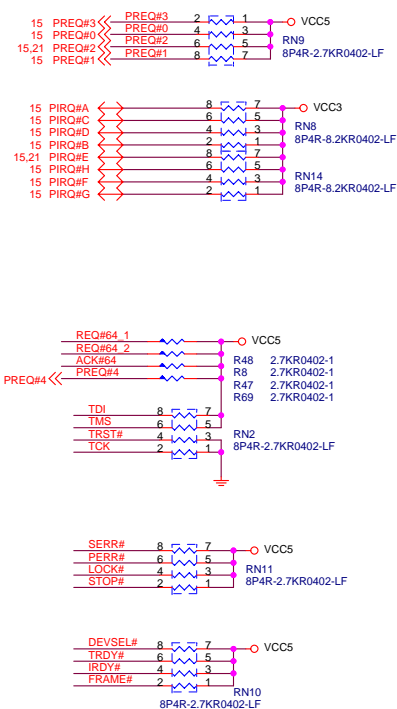 15 PREQ#3 PREQ#3 2 1 VCC5
15 PREQ#0 PREQ#0 4 3
15,21 PREQ#2 PREQ#2 6 5 RN9
15 PREQ#1 PREQ#1 8 7 8P4R-2.7KR0402-LF
15 PIRQ#A 8 7 VCC3
15 PIRQ#C 6 5
15 PIRQ#D 4 3 RN8
15 PIRQ#B 2 1 8P4R-8.2KR0402-LF
15,21 PIRQ#E 8 7
15 PIRQ#H 6 5
15 PIRQ#F 4 3 RN14
15 PIRQ#G 2 1 8P4R-8.2KR0402-LF
REQ#64_1 VCC5
REQ#64_2
ACK#64 R48 2.7KR0402-1
PREQ#4 PREQ#4 R8 2.7KR0402-1
R47 2.7KR0402-1
R69 2.7KR0402-1
TDI 8 7
TMS 6 5
TRST# 4 3 RN2
TCK 2 1 8P4R-2.7KR0402-LF
SERR# 8 7 VCC5
PERR# 6 5
LOCK# 4 3 RN11
STOP# 2 1 8P4R-2.7KR0402-LF
DEVSEL# 8 7 VCC5
TRDY# 6 5
IRDY# 4 3
FRAME# 2 1 RN10
8P4R-2.7KR0402-LF